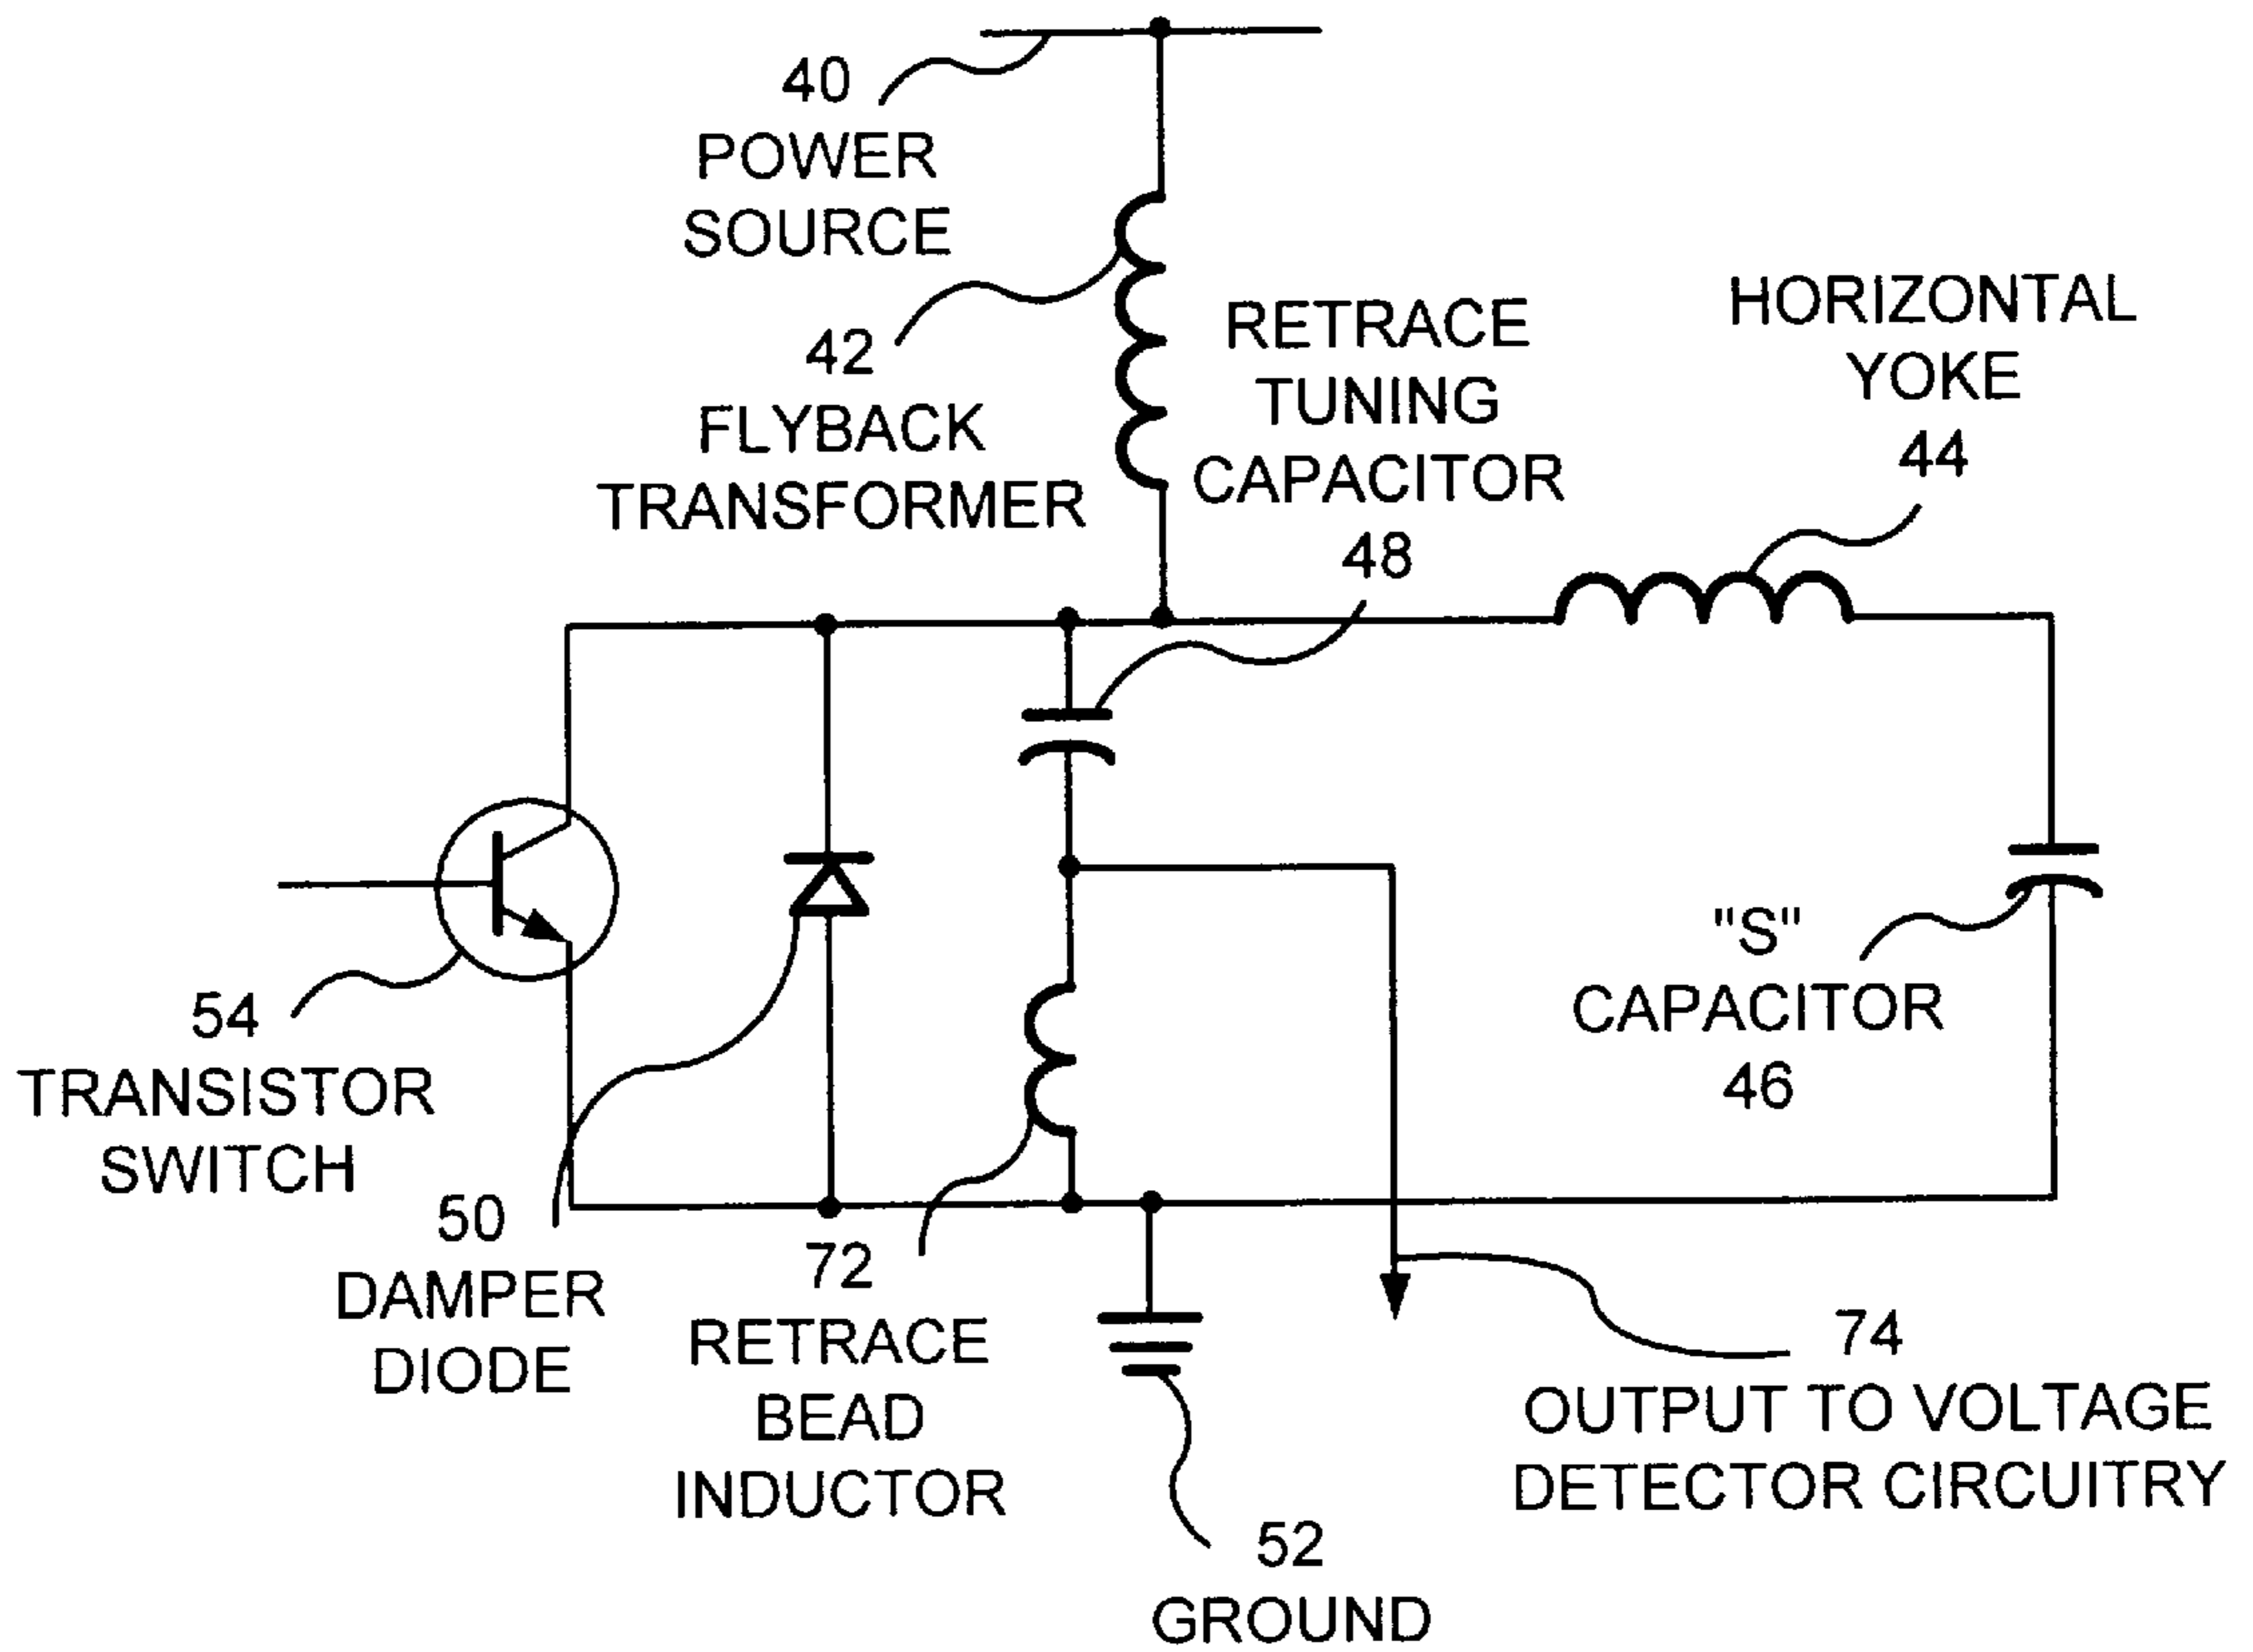 40
POWER
SOURCE
42
FLYBACK
TRANSFORMER
RETRACE
TUNING
CAPACITOR
48
HORIZONTAL
YOKE
44
"S"
CAPACITOR
46
54
TRANSISTOR
SWITCH
50
DAMPER
DIODE
72
RETRACE
BEAD
INDUCTOR
52
GROUND
74
OUTPUT TO VOLTAGE
DETECTOR CIRCUITRY